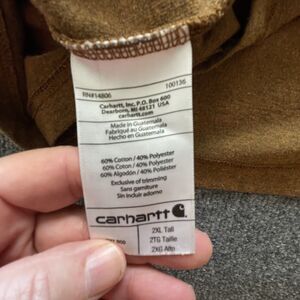 RN#14806 100136
Carhartt, Inc. P.O. Box 600
Dearborn, MI 48121 USA
carhartt.com
Made in Guatemala
Fabriqué au Guatemala
Hecho en Guatemala
60% Cotton / 40% Polyester
60% Cotton / 40% Polyester
60% Algodón / 40% Poliéster
Exclusive of trimming
Sans garniture
Sin incluir adorno
carhartt
2XL Tall
2TG Taille
2XG Alto